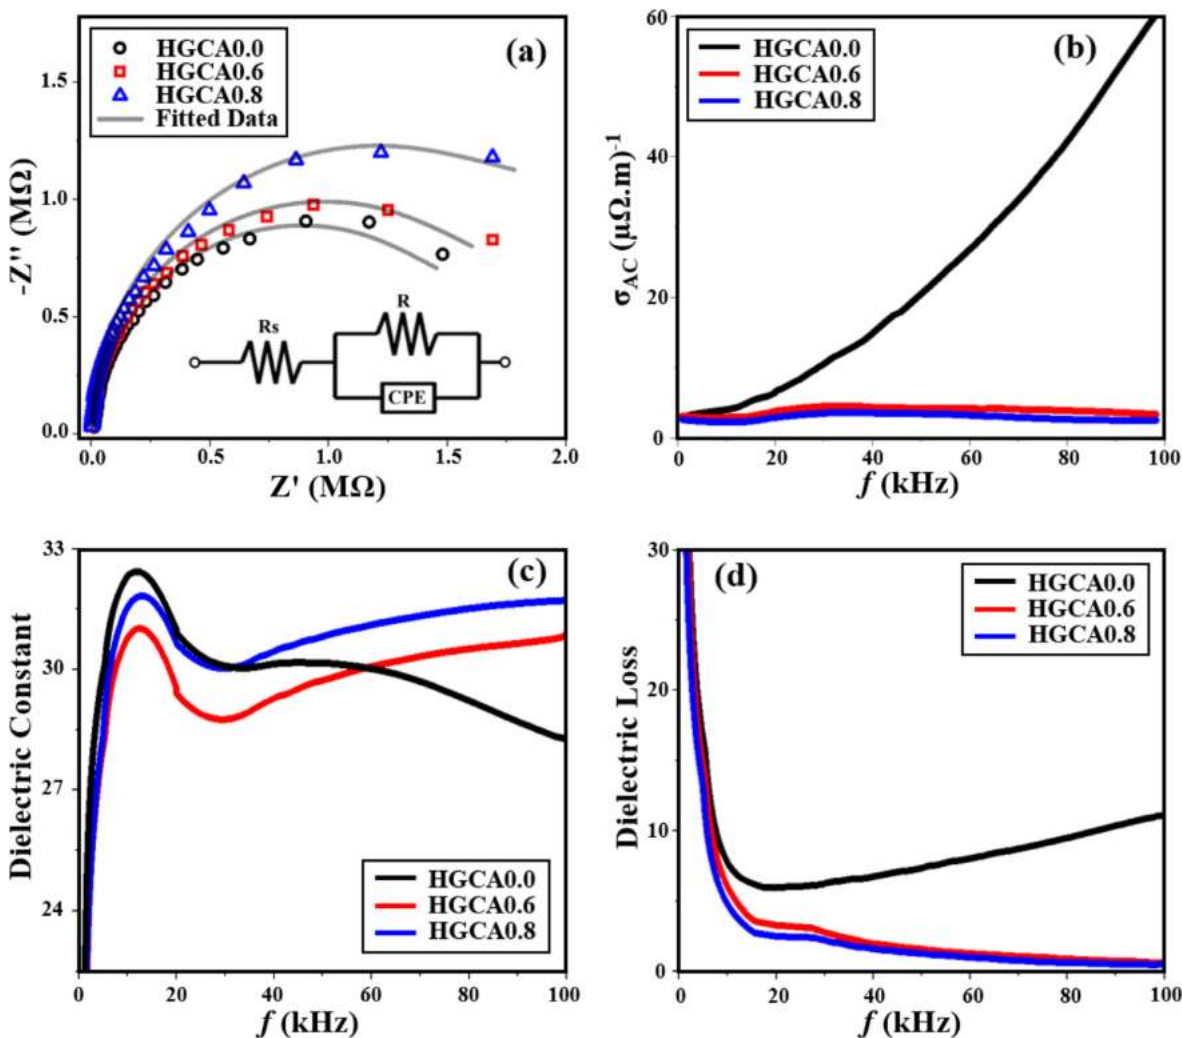 HGCA0.0
HGCA0.6
HGCA0.8
Fitted Data
(a)
1.5
1.0
0.5
0.0
-Z'' (MΩ)
Rs
R
CPE
0.0
0.5
1.0
1.5
2.0
Z' (MΩ)
HGCA0.0
HGCA0.6
HGCA0.8
(b)
60
40
20
0
σAC (μΩ.m)-1
0
20
40
60
80
100
f (kHz)
(c)
33
30
27
24
Dielectric Constant
HGCA0.0
HGCA0.6
HGCA0.8
0
20
40
60
80
100
f (kHz)
(d)
HGCA0.0
HGCA0.6
HGCA0.8
30
20
10
0
Dielectric Loss
0
20
40
60
80
100
f (kHz)